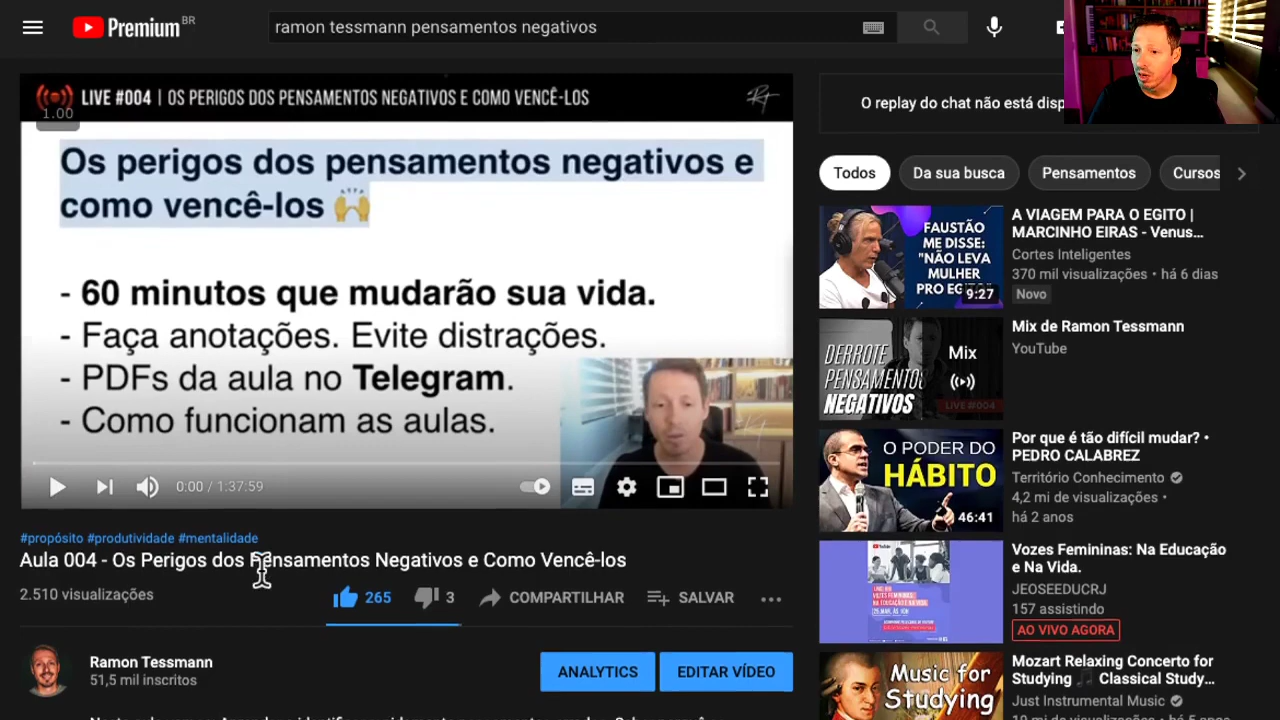 Premium BR
ramon tessmann pensamentos negativos
LIVE #004 | OS PERIGOS DOS PENSAMENTOS NEGATIVOS E COMO VENCÊ-LOS
1.00
Os perigos dos pensamentos negativos e
como vencê-los 🙌
- 60 minutos que mudarão sua vida.
- Faça anotações. Evite distrações.
- PDFs da aula no Telegram.
- Como funcionam as aulas.
0:00 / 1:37:59
#propósito #produtividade #mentalidade
Aula 004 - Os Perigos dos Pensamentos Negativos e Como Vencê-los
2.510 visualizações
265
3
COMPARTILHAR
SALVAR
Ramon Tessmann
51,5 mil inscritos
ANALYTICS
EDITAR VÍDEO
O replay do chat não está disp
Todos
Da sua busca
Pensamentos
Cursos
FAUSTÃO
ME DISSE:
"NÃO LEVA
MULHER
PRO EGITO"
9:27
A VIAGEM PARA O EGITO |
MARCINHO EIRAS - Venus...
Cortes Inteligentes
370 mil visualizações • há 6 dias
Novo
DERROTE
PENSAMENTOS
NEGATIVOS
LIVE #004
Mix
Mix de Ramon Tessmann
YouTube
O PODER DO
HÁBITO
46:41
Por que é tão difícil mudar? •
PEDRO CALABREZ
Território Conhecimento
4,2 mi de visualizações •
há 2 anos
Vozes Femininas: Na Educação
e Na Vida.
JEOSEEDUCRJ
157 assistindo
AO VIVO AGORA
Music for
Studying
Mozart Relaxing Concerto for
Studying 🎵 Classical Study...
Just Instrumental Music